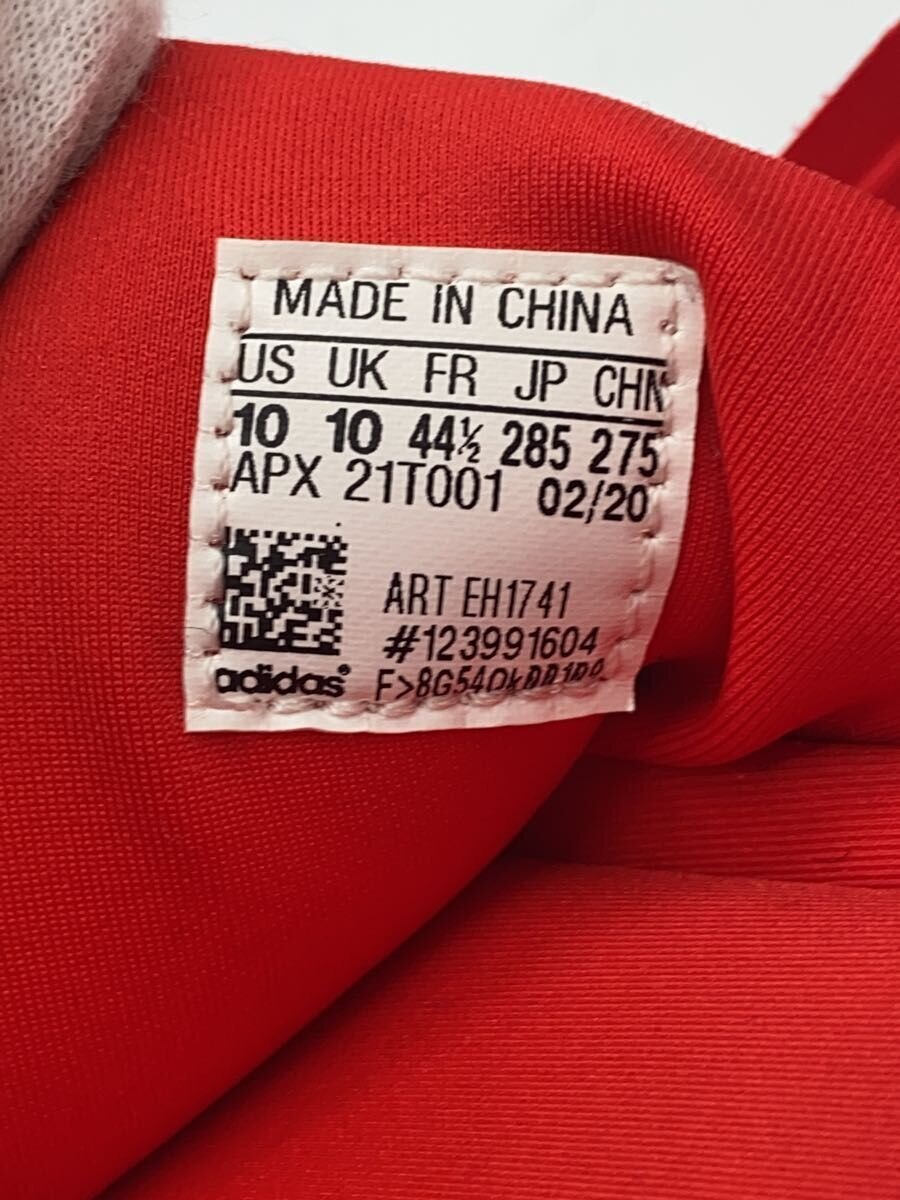 MADE IN CHINA
US UK FR JP CHN
10 10 44½ 285 275
APX 21T001 02/20
ART EH1741
#123991604
adidas®